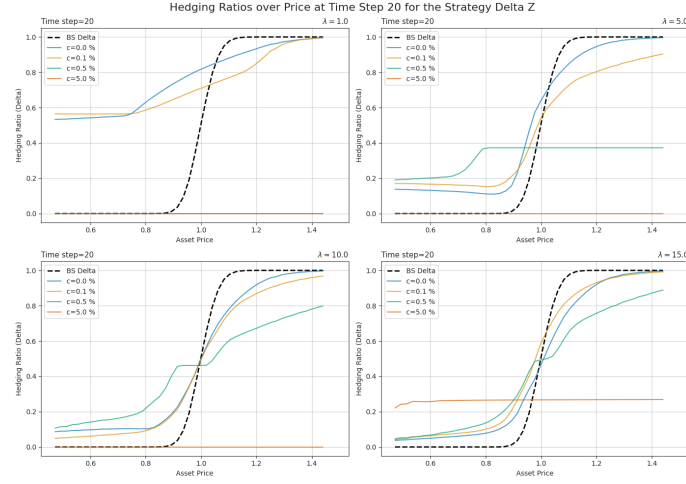 Hedging Ratios over Price at Time Step 20 for the Strategy Delta Z
Time step=20
λ = 1.0
BS Delta
c=0.0 %
c=0.1 %
c=0.5 %
c=5.0 %
1.0
0.8
0.6
0.4
0.2
0.0
Hedging Ratio (Delta)
0.6 0.8 1.0 1.2 1.4
Asset Price
Time step=20
λ = 5.0
BS Delta
c=0.0 %
c=0.1 %
c=0.5 %
c=5.0 %
1.0
0.8
0.6
0.4
0.2
0.0
Hedging Ratio (Delta)
0.6 0.8 1.0 1.2 1.4
Asset Price
Time step=20
λ = 10.0
BS Delta
c=0.0 %
c=0.1 %
c=0.5 %
c=5.0 %
1.0
0.8
0.6
0.4
0.2
0.0
Hedging Ratio (Delta)
0.6 0.8 1.0 1.2 1.4
Asset Price
Time step=20
λ = 15.0
BS Delta
c=0.0 %
c=0.1 %
c=0.5 %
c=5.0 %
1.0
0.8
0.6
0.4
0.2
0.0
Hedging Ratio (Delta)
0.6 0.8 1.0 1.2 1.4
Asset Price